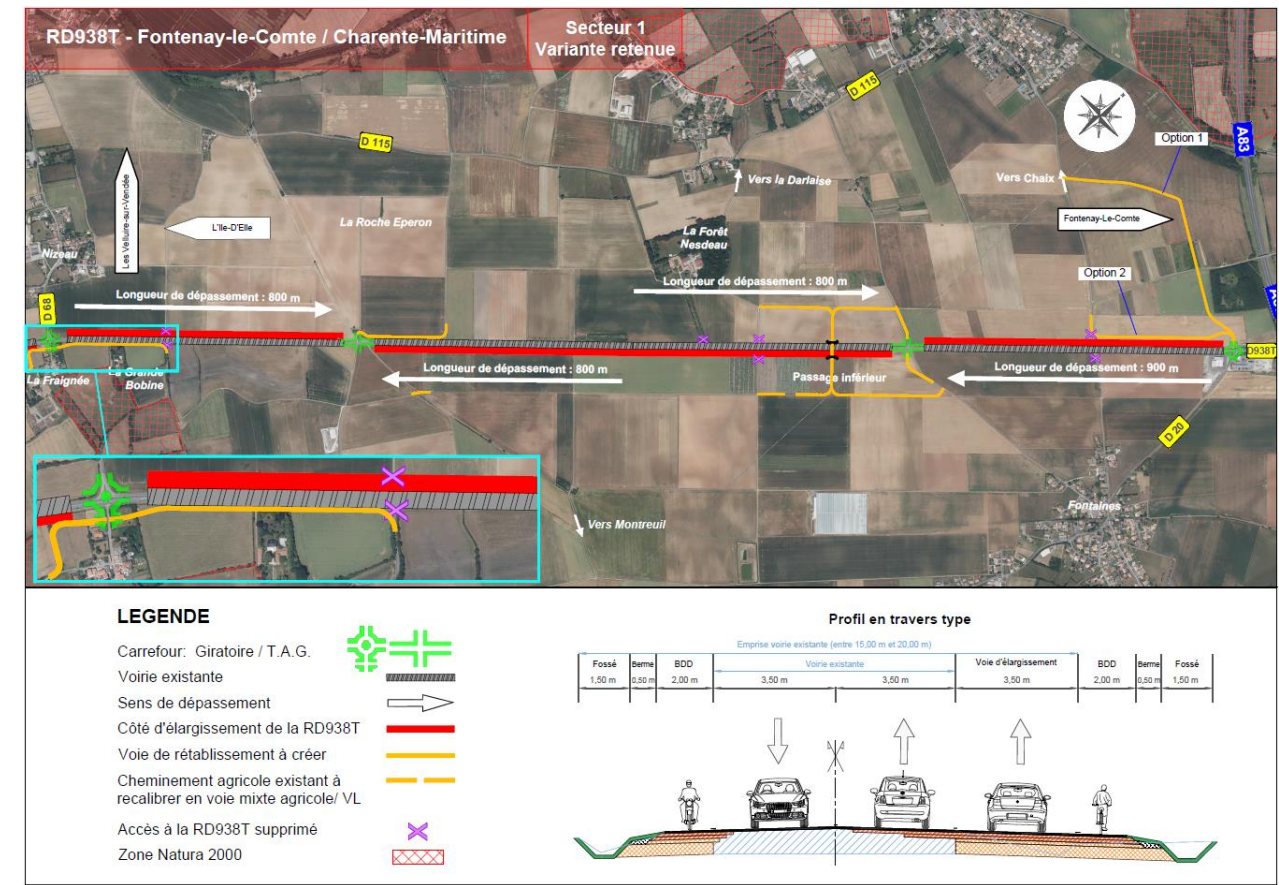 RD938T - Fontenay-le-Comte / Charente-Maritime
Secteur 1
Variante retenue
D 115
D 115
A83
Option 1
Vers Chaix
Vers la Darlaise
Les Velluire-sur-Vendée
L'Ile-D'Elle
La Roche Eperon
La Forêt
Nesdeau
Fontenay-Le-Comte
Nizeau
Option 2
Longueur de dépassement : 800 m
Longueur de dépassement : 800 m
D 68
D938T
La Fraignée
La Grande
Bobine
Longueur de dépassement : 800 m
Passage inférieur
Longueur de dépassement : 900 m
D 20
Fontaines
Vers Montreuil
LEGENDE
Carrefour: Giratoire / T.A.G.
Voirie existante
Sens de dépassement
Côté d'élargissement de la RD938T
Voie de rétablissement à créer
Cheminement agricole existant à
recalibrer en voie mixte agricole/ VL
Accès à la RD938T supprimé
Zone Natura 2000
Profil en travers type
Emprise voirie existante (entre 15,00 m et 20,00 m)
Fossé Berme BDD Voirie existante Voie d'élargissement BDD Berme Fossé
1,50 m 0,50 m 2,00 m 3,50 m 3,50 m 3,50 m 2,00 m 0,50 m 1,50 m